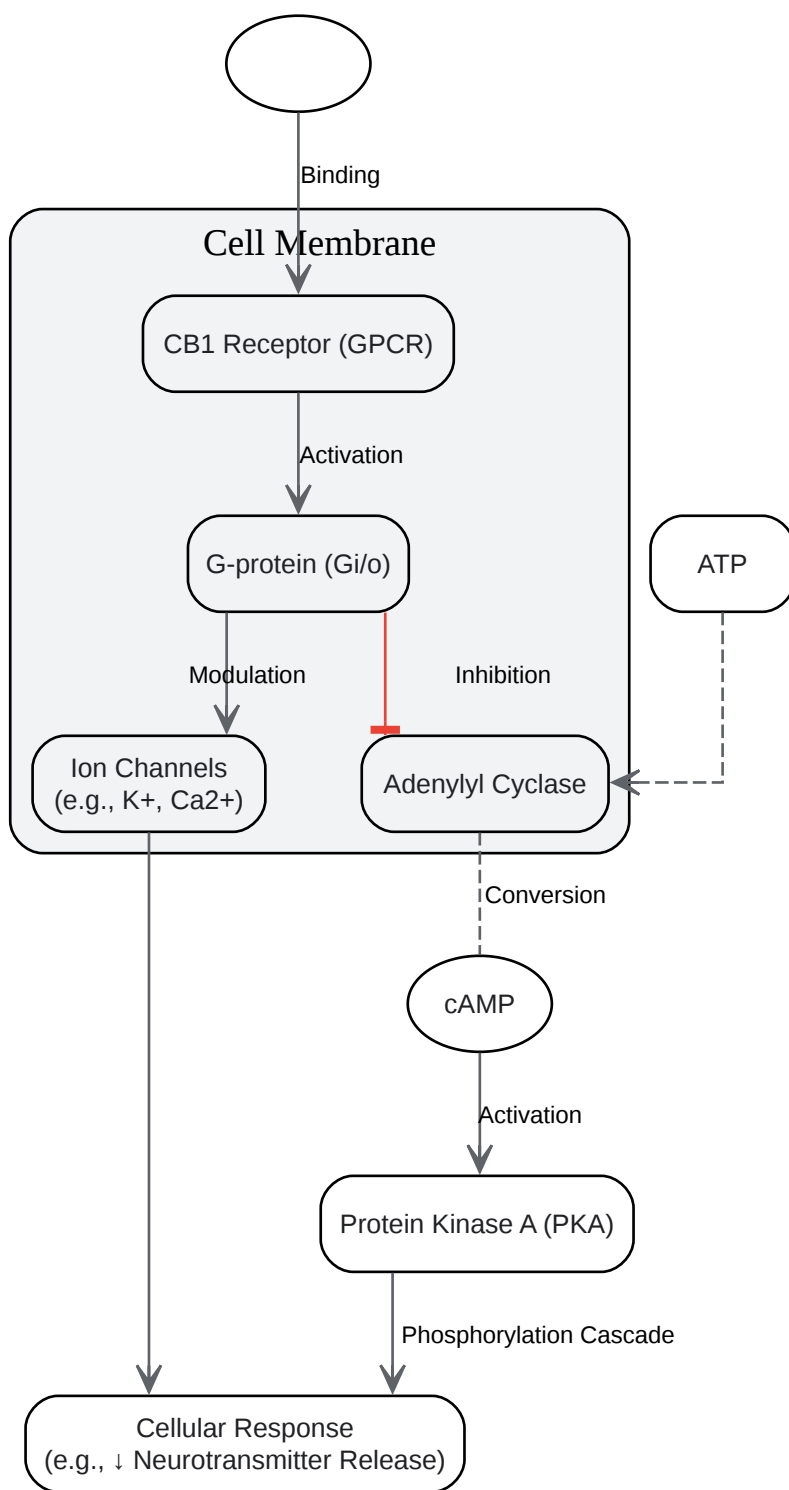 Binding
Cell Membrane
CB1 Receptor (GPCR)
Activation
G-protein (Gi/o)
ATP
Modulation
Inhibition
Ion Channels
(e.g., K+, Ca2+)
Adenylyl Cyclase
Conversion
cAMP
Activation
Protein Kinase A (PKA)
Phosphorylation Cascade
Cellular Response
(e.g., ↓ Neurotransmitter Release)